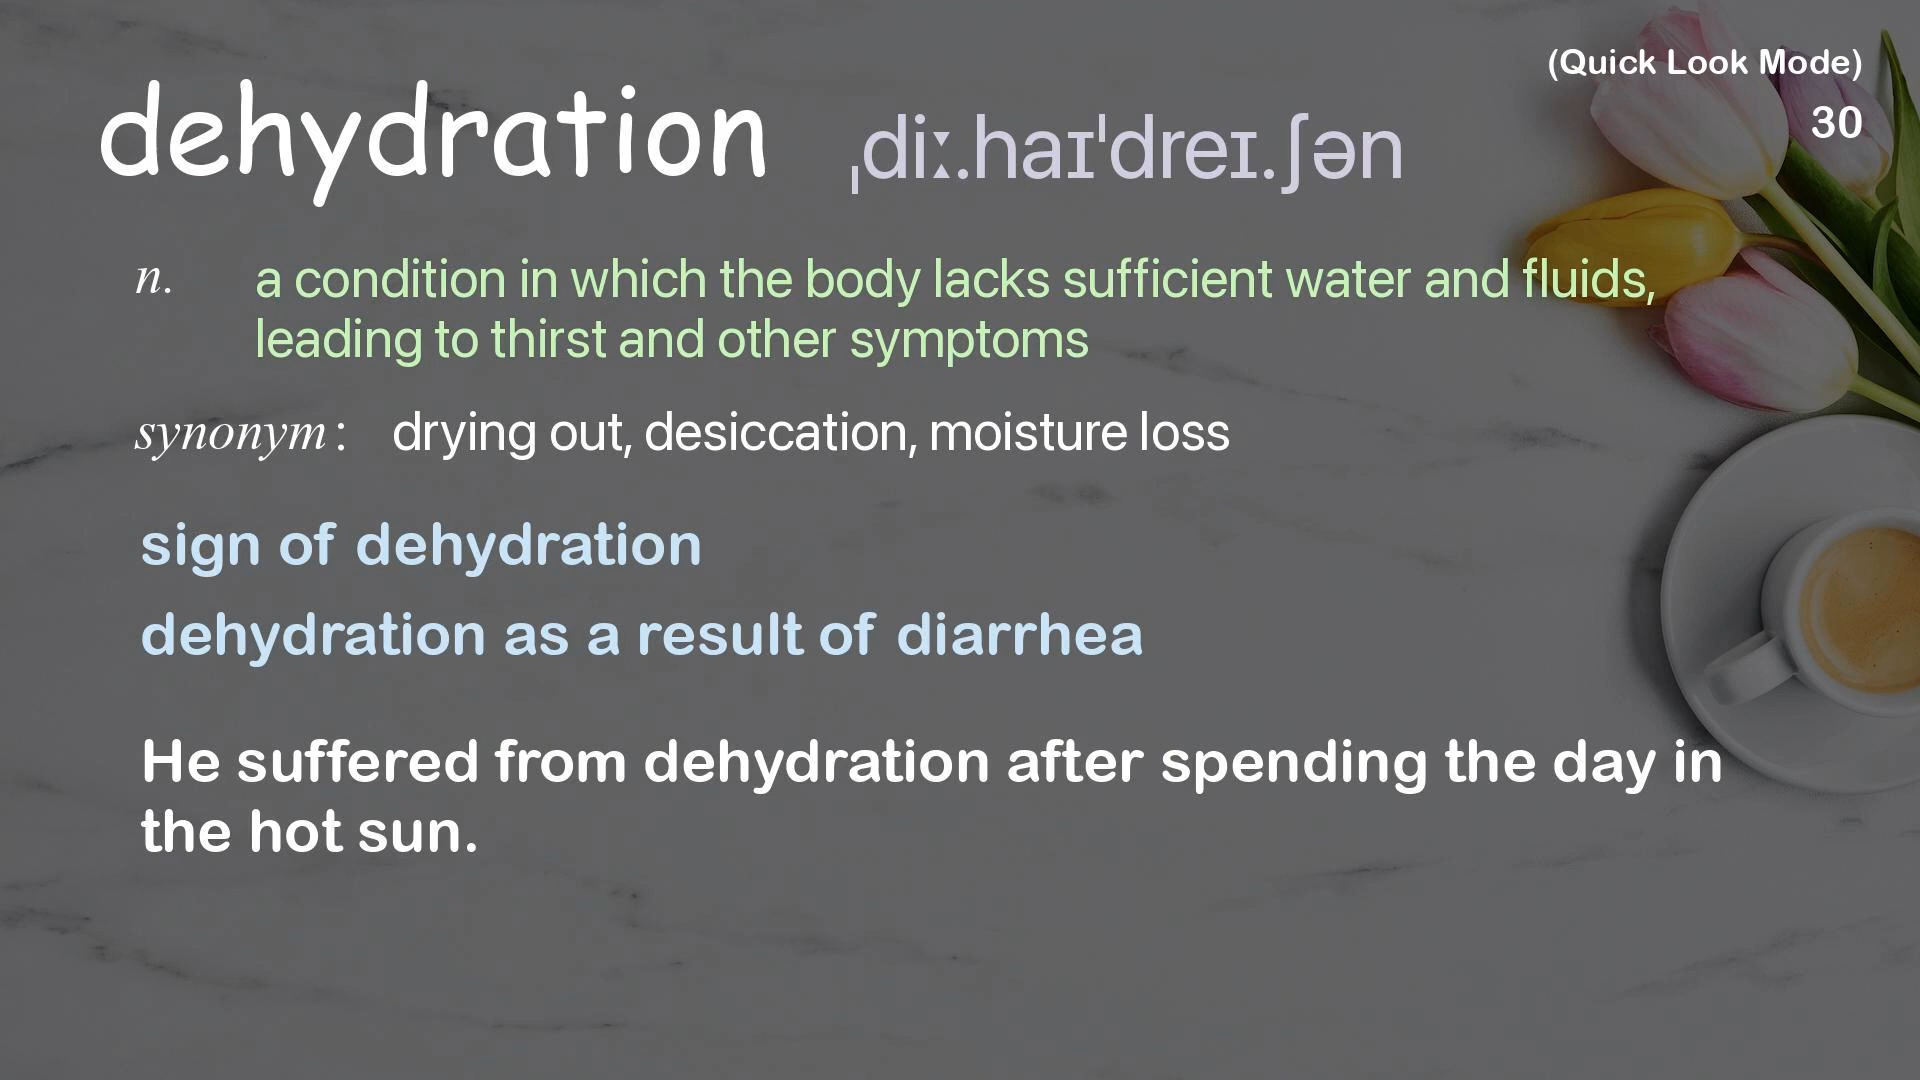 (Quick Look Mode)
dehydration ˌdiː.haɪˈdreɪ.ʃən
30
n. a condition in which the body lacks sufficient water and fluids,
leading to thirst and other symptoms
synonym: drying out, desiccation, moisture loss
sign of dehydration
dehydration as a result of diarrhea
He suffered from dehydration after spending the day in
the hot sun.